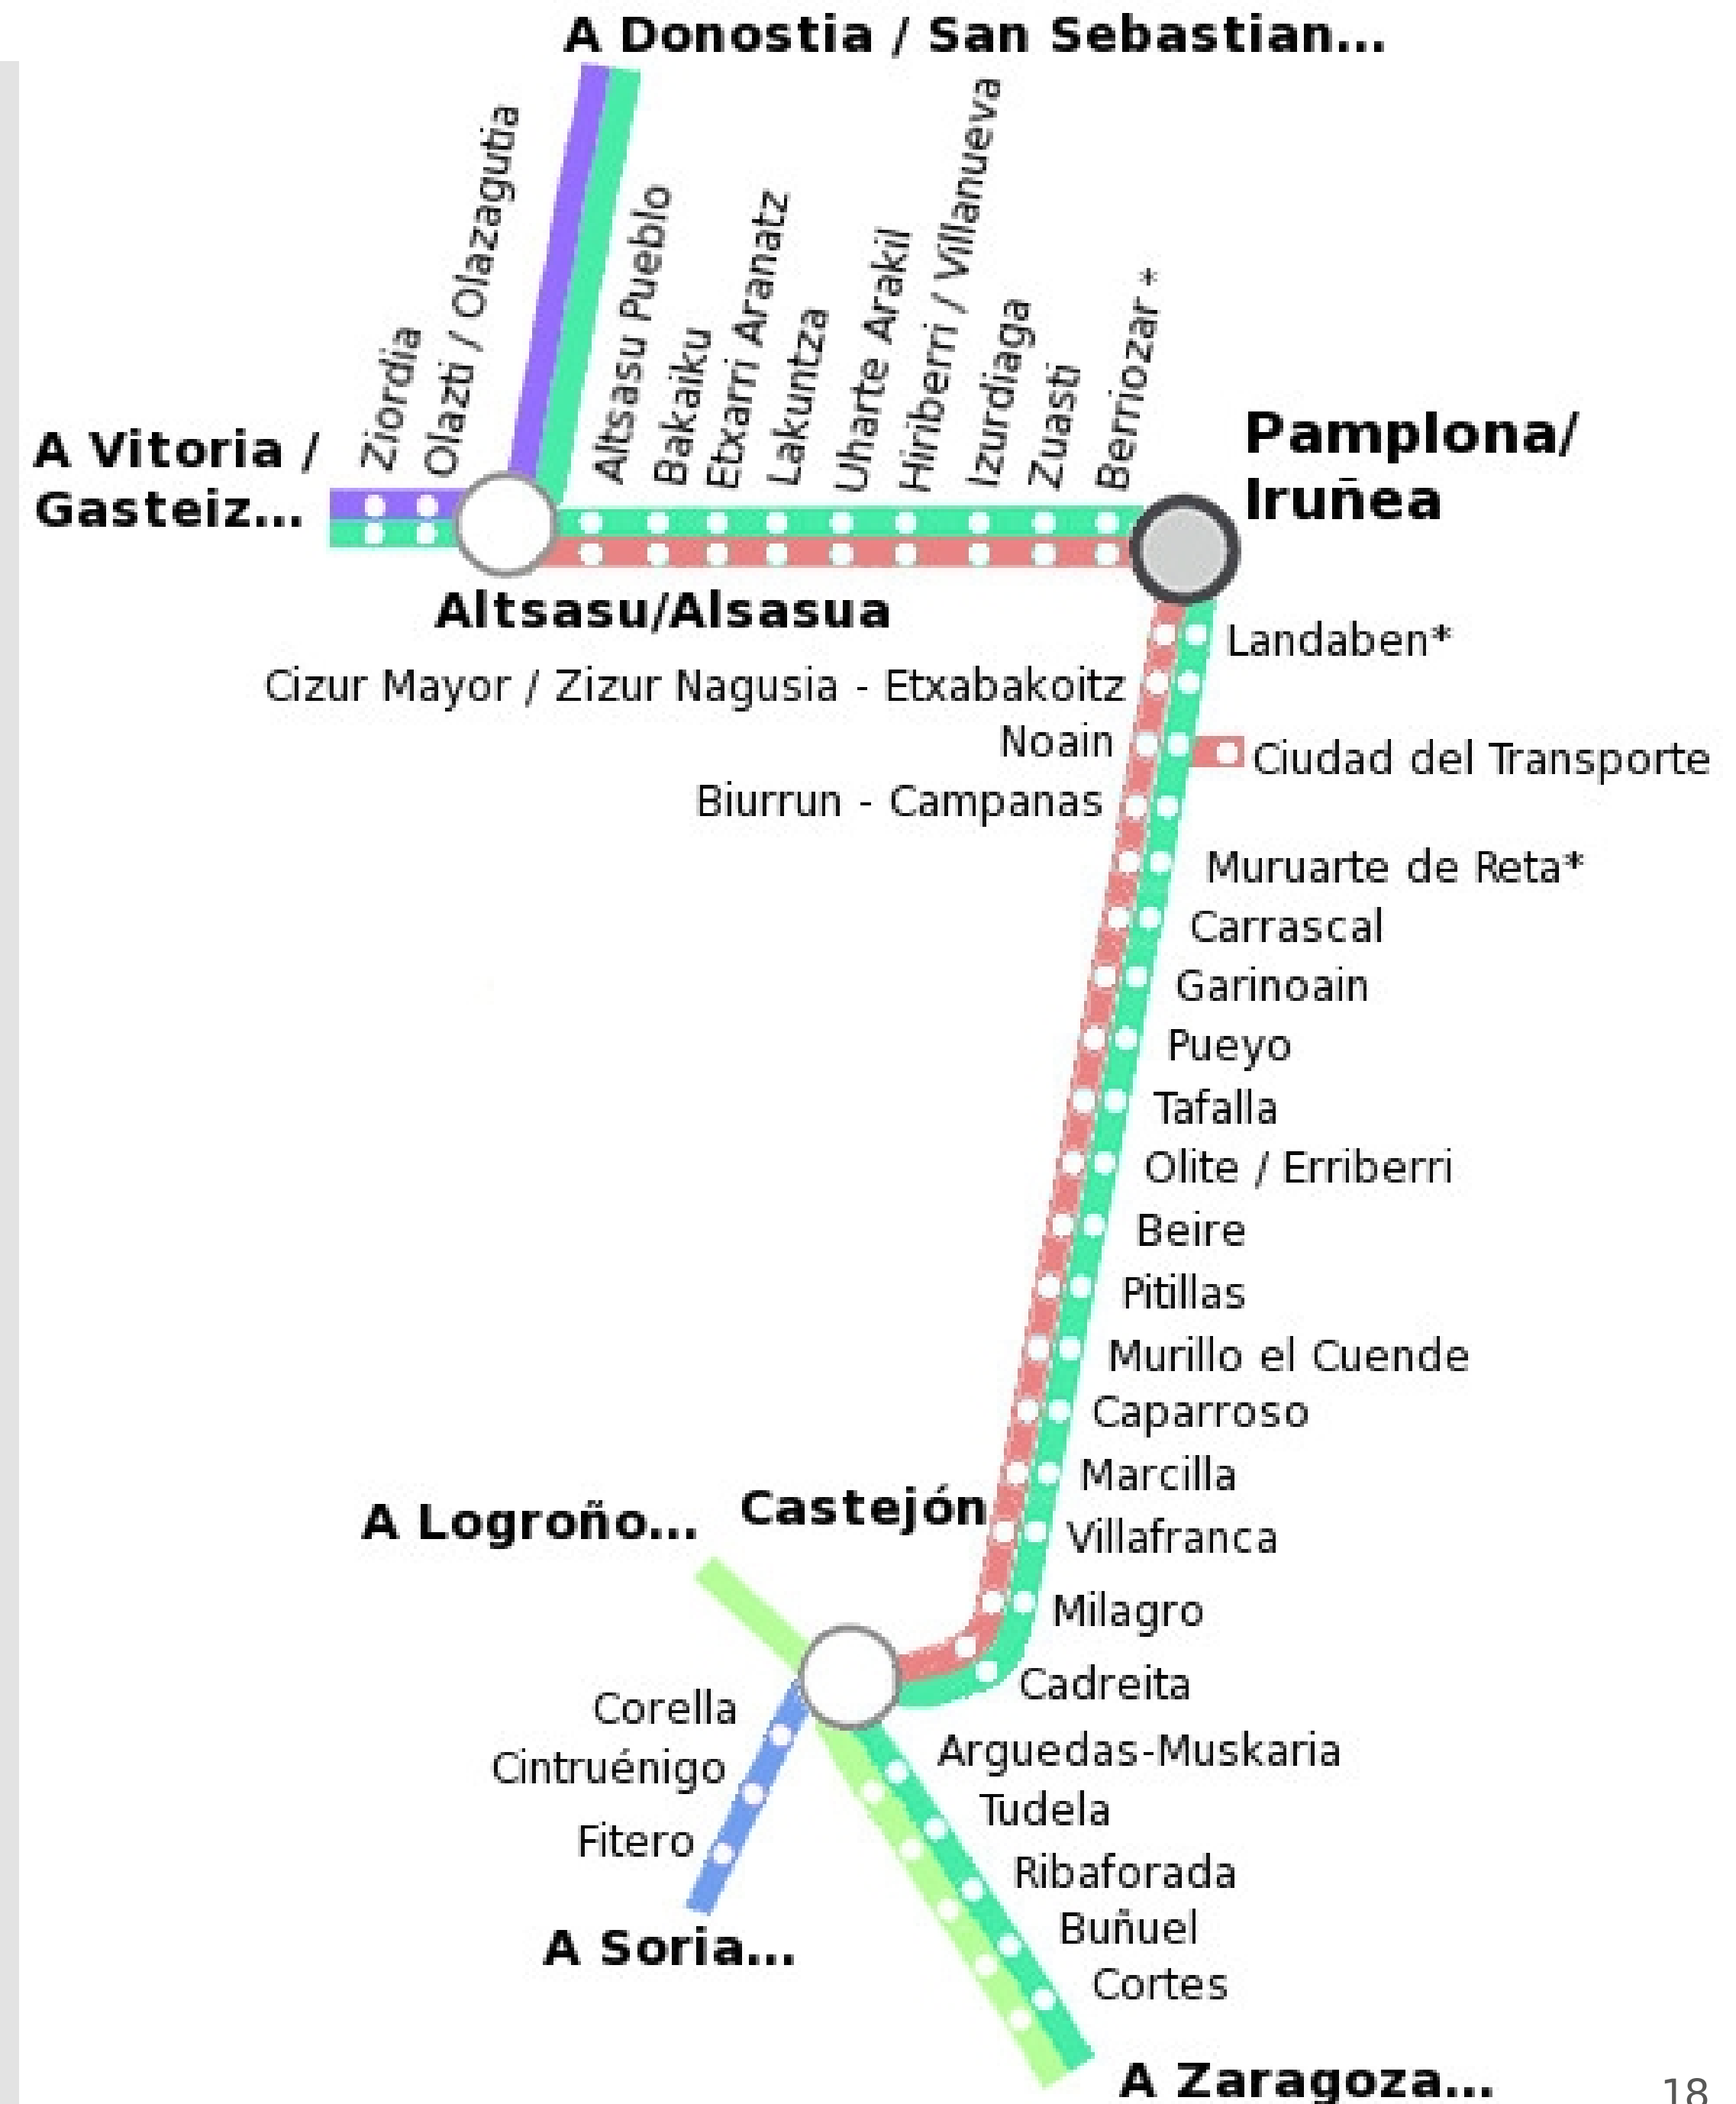 A Donostia / San Sebastian...
Ziordia
Olazti / Olazagutia
Altsasu Pueblo
Bakaiku
Etxarri Aranatz
Lakuntza
Uharte Arakil
Hiriberri / Villanueva
Izurdiaga
Zuasti
Berriozar *
A Vitoria /
Gasteiz...
Pamplona/
Iruñea
Altsasu/Alsasua
Landaben*
Cizur Mayor / Zizur Nagusia - Etxabakoitz
Noain
Ciudad del Transporte
Biurrun - Campanas
Muruarte de Reta*
Carrascal
Garinoain
Pueyo
Tafalla
Olite / Erriberri
Beire
Pitillas
Murillo el Cuende
Caparroso
Marcilla
A Logroño...
Castejón
Villafranca
Milagro
Cadreita
Corella
Cintruénigo
Fitero
A Soria...
Arguedas-Muskaria
Tudela
Ribaforada
Buñuel
Cortes
A Zaragoza...
18